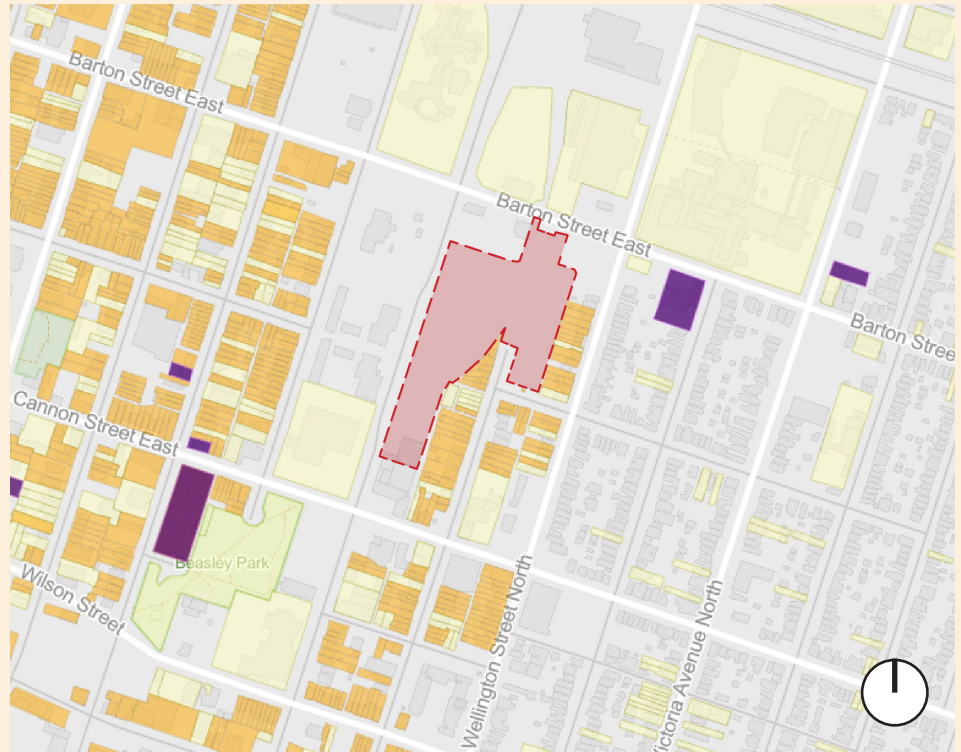 Barton Street East
Barton Street East
Barton Stree
Cannon Street East
Beasley Park
Wilson Street
Wellington Street North
ictoria Avenue North